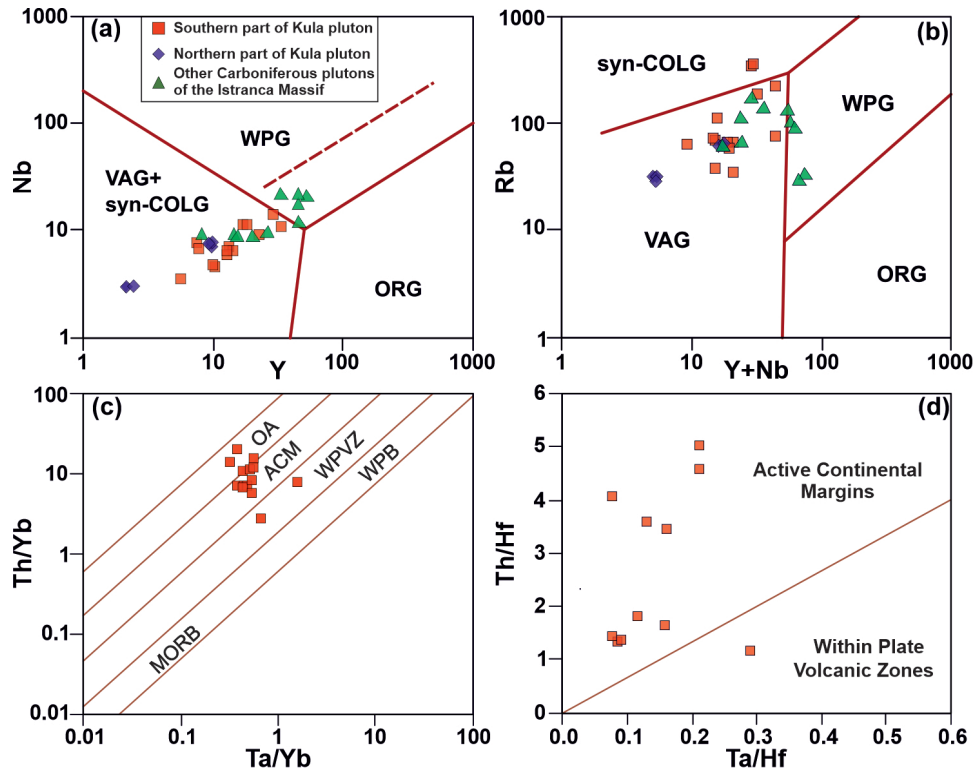 (a)
Southern part of Kula pluton
Northern part of Kula pluton
Other Carboniferous plutons
of the Istranca Massif
WPG
VAG+
syn-COLG
ORG
Nb
1000
100
10
1
1
10
100
1000
Y
(b)
syn-COLG
WPG
VAG
ORG
Rb
1000
100
10
1
1
10
100
1000
Y+Nb
(c)
OA
ACM
WPVZ
WPB
MORB
Th/Yb
100
10
1
0.1
0.01
0.01
0.1
1
10
100
Ta/Yb
(d)
Active Continental
Margins
Within Plate
Volcanic Zones
Th/Hf
6
5
4
3
2
1
0
0.0
0.1
0.2
0.3
0.4
0.5
0.6
Ta/Hf